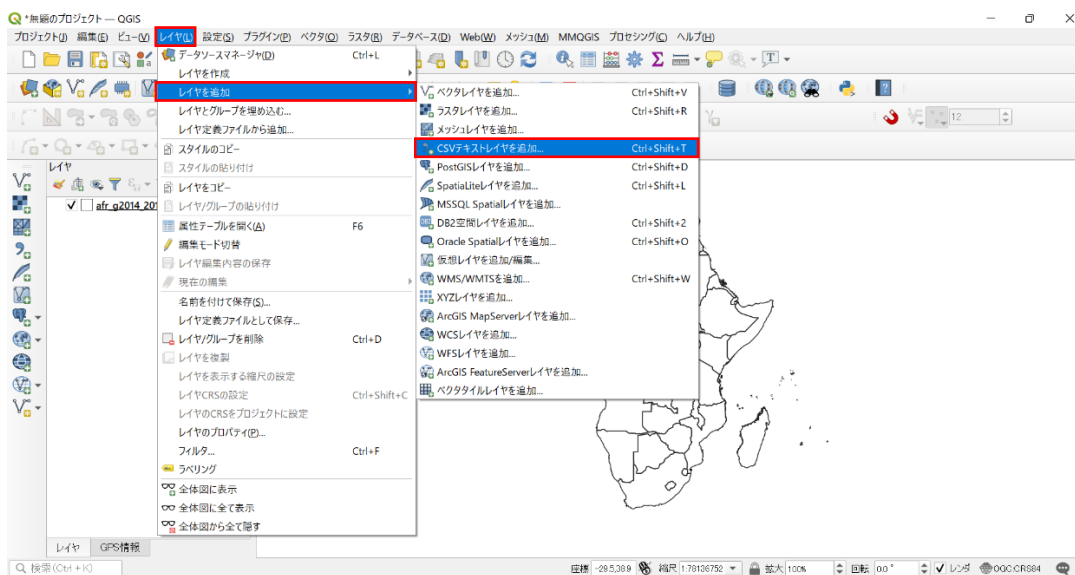 *無題のプロジェクト — QGIS
プロジェクト(J) 編集(E) ビュー(V) レイヤ(L) 設定(S) プラグイン(P) ベクタ(O) ラスタ(R) データベース(D) Web(W) メッシュ(M) MMQGIS プロセシング(C) ヘルプ(H)
データソースマネージャ(D) Ctrl+L
レイヤを作成
レイヤを追加
レイヤとグループを埋め込む...
レイヤ定義ファイルから追加...
スタイルのコピー
スタイルの貼り付け
レイヤをコピー
レイヤ/グループの貼り付け
属性テーブルを開く(A) F6
編集モード切替
レイヤ編集内容の保存
現在の編集
名前を付けて保存(S)...
レイヤ定義ファイルとして保存...
レイヤ/グループを削除 Ctrl+D
レイヤを複製
レイヤを表示する縮尺の設定
レイヤCRSの設定 Ctrl+Shift+C
レイヤのCRSをプロジェクトに設定
レイヤのプロパティ(P)...
フィルタ... Ctrl+F
ラベリング
全体図に表示
全体図に全て表示
全体図から全て隠す
ベクタレイヤを追加... Ctrl+Shift+V
ラスタレイヤを追加... Ctrl+Shift+R
メッシュレイヤを追加...
CSVテキストレイヤを追加... Ctrl+Shift+T
PostGISレイヤを追加... Ctrl+Shift+D
SpatiaLiteレイヤを追加... Ctrl+Shift+L
MSSQL Spatialレイヤを追加...
DB2空間レイヤを追加... Ctrl+Shift+2
Oracle Spatialレイヤを追加... Ctrl+Shift+O
仮想レイヤを追加/編集...
WMS/WMTSを追加... Ctrl+Shift+W
XYZレイヤを追加...
ArcGIS MapServerレイヤを追加...
WCSレイヤを追加...
WFSレイヤを追加...
ArcGIS FeatureServerレイヤを追加...
ベクタタイルレイヤを追加...
12
レイヤ
afr_g2014_201
レイヤ GPS情報
検索(Ctrl + K) 座標 -29.5,38.9 縮尺 1:78136752 拡大 100% 回転 0.0° レンダ OGC:CRS84